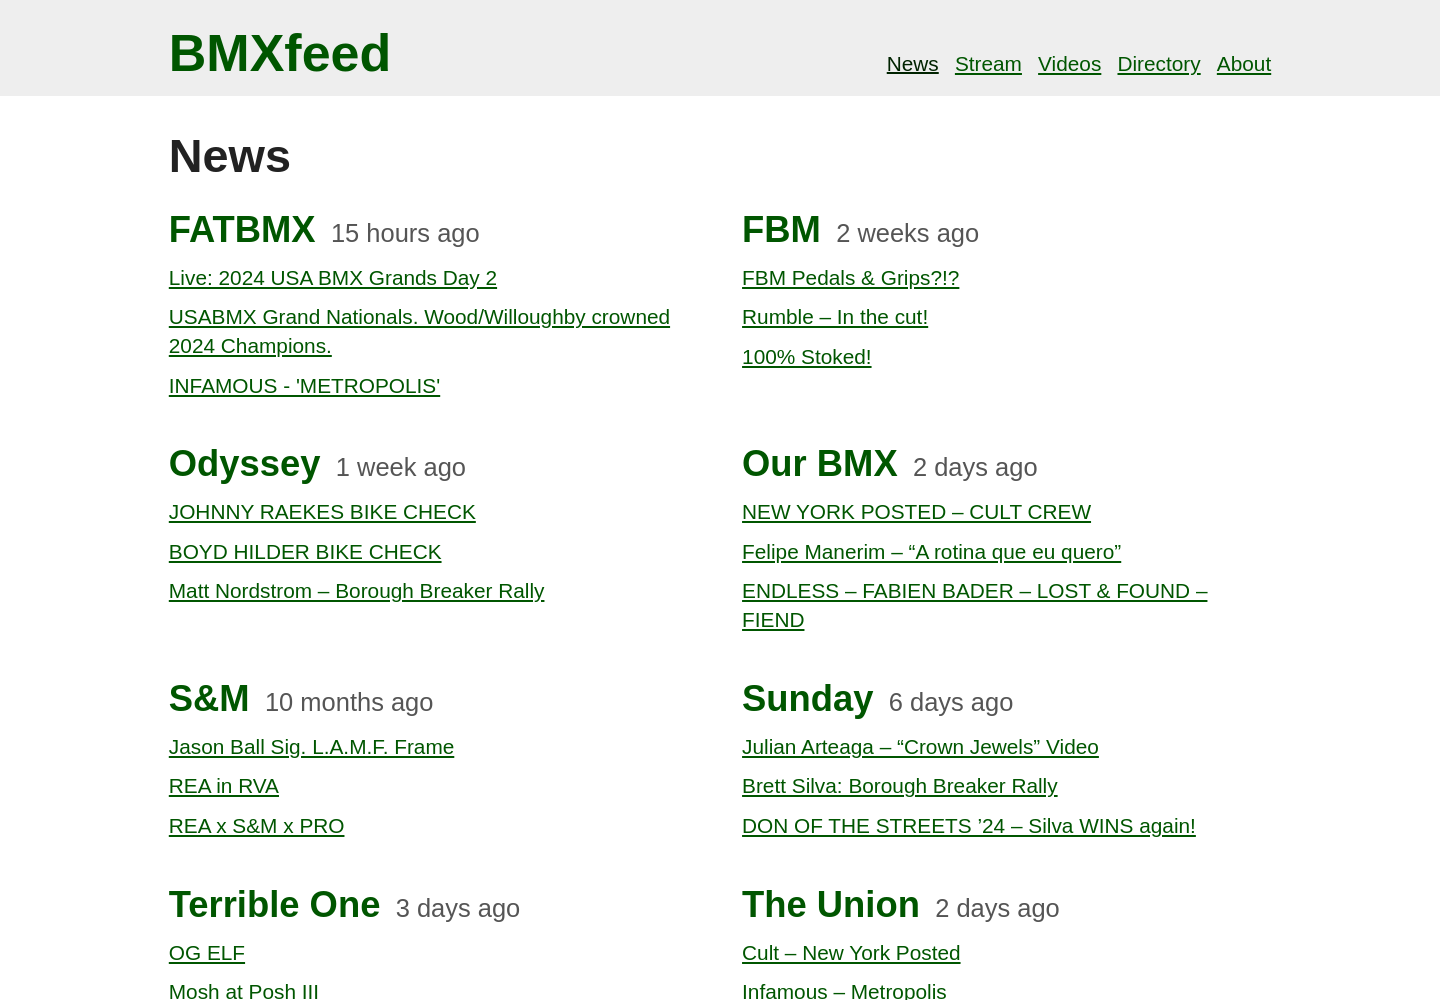 BMXfeed
News Stream Videos Directory About
News
FATBMX 15 hours ago
Live: 2024 USA BMX Grands Day 2
USABMX Grand Nationals. Wood/Willoughby crowned
2024 Champions.
INFAMOUS - 'METROPOLIS'
FBM 2 weeks ago
FBM Pedals & Grips?!?
Rumble – In the cut!
100% Stoked!
Odyssey 1 week ago
JOHNNY RAEKES BIKE CHECK
BOYD HILDER BIKE CHECK
Matt Nordstrom – Borough Breaker Rally
Our BMX 2 days ago
NEW YORK POSTED – CULT CREW
Felipe Manerim – “A rotina que eu quero”
ENDLESS – FABIEN BADER – LOST & FOUND –
FIEND
S&M 10 months ago
Jason Ball Sig. L.A.M.F. Frame
REA in RVA
REA x S&M x PRO
Sunday 6 days ago
Julian Arteaga – “Crown Jewels” Video
Brett Silva: Borough Breaker Rally
DON OF THE STREETS ’24 – Silva WINS again!
Terrible One 3 days ago
OG ELF
Mosh at Posh III
The Union 2 days ago
Cult – New York Posted
Infamous – Metropolis